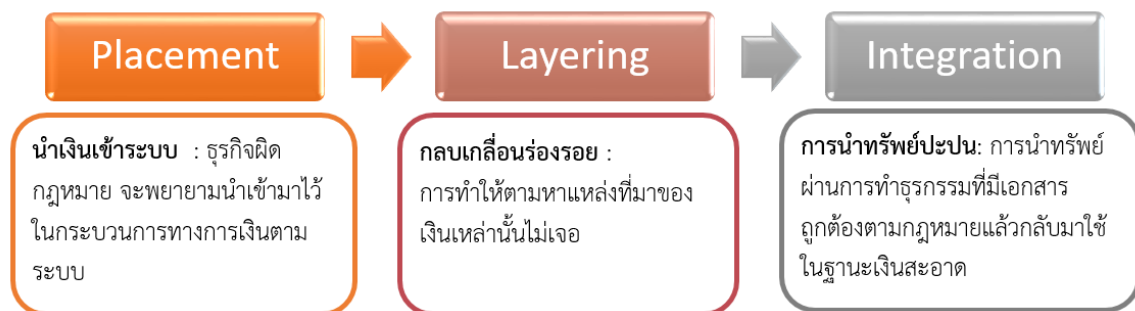 Placement
Layering
Integration
นำเงินเข้าระบบ : ธุรกิจผิด
กฎหมาย จะพยายามนำเข้ามาไว้
ในกระบวนการทางการเงินตาม
ระบบ
กลบเกลื่อนร่องรอย :
การทำให้ตามหาแหล่งที่มาของ
เงินเหล่านั้นไม่เจอ
การนำทรัพย์ปะปน: การนำทรัพย์
ผ่านการทำธุรกรรมที่มีเอกสาร
ถูกต้องตามกฎหมายแล้วกลับมาใช้
ในฐานะเงินสะอาด